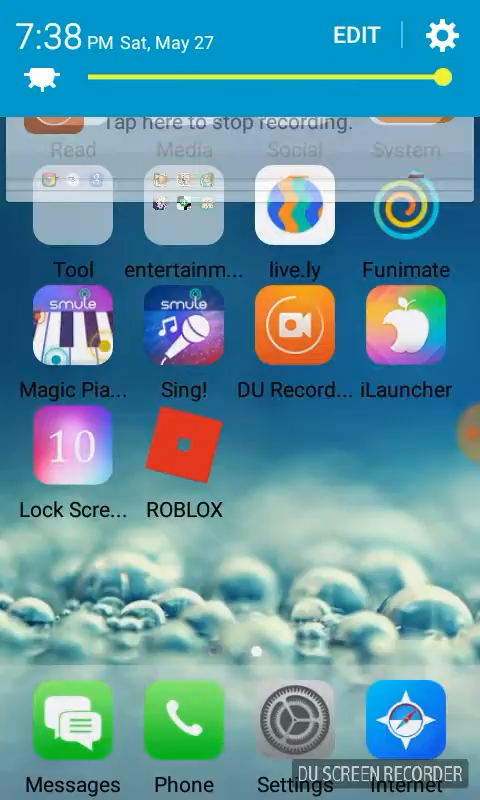 7:38 PM Sat, May 27 EDIT
Tap here to stop recording.
Read Media Social System
Tool entertainm... live.ly Funimate
smule smule
Magic Pia... Sing! DU Record... iLauncher
10
Lock Scre... ROBLOX
Messages Phone Settings Internet
DU SCREEN RECORDER